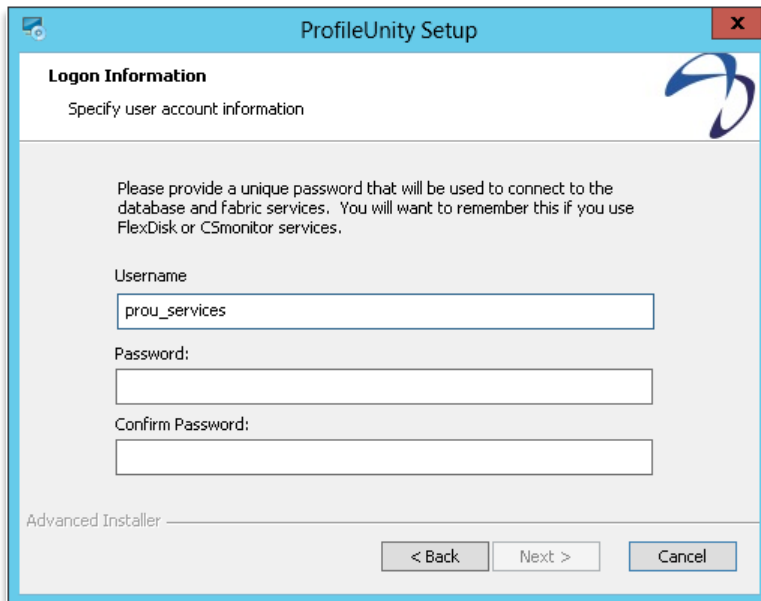 ProfileUnity Setup
x
Logon Information
Specify user account information
Please provide a unique password that will be used to connect to the
database and fabric services. You will want to remember this if you use
FlexDisk or CSmonitor services.
Username
prou_services
Password:
Confirm Password:
Advanced Installer
< Back
Next >
Cancel